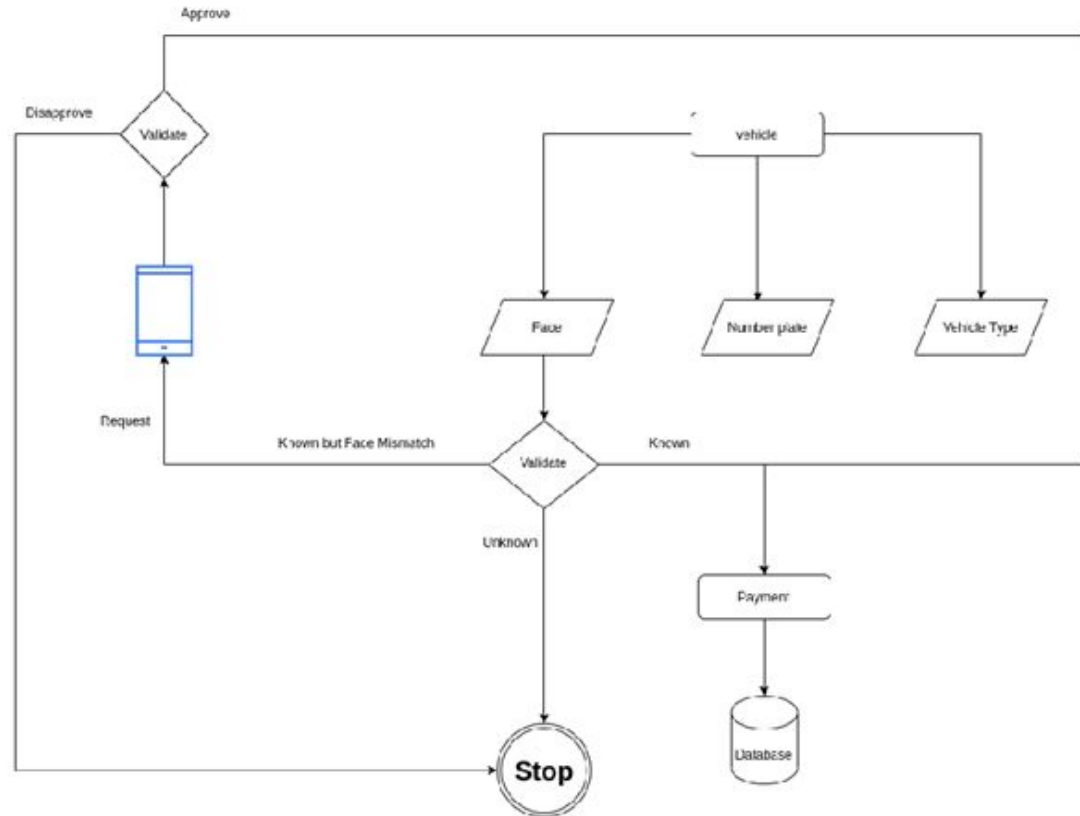 Approve
Disapprove
Validate
vehicle
Face
Number plate
Vehicle Type
Request
Known but Face Mismatch
Validate
Known
Unknown
Payment
Stop
Database